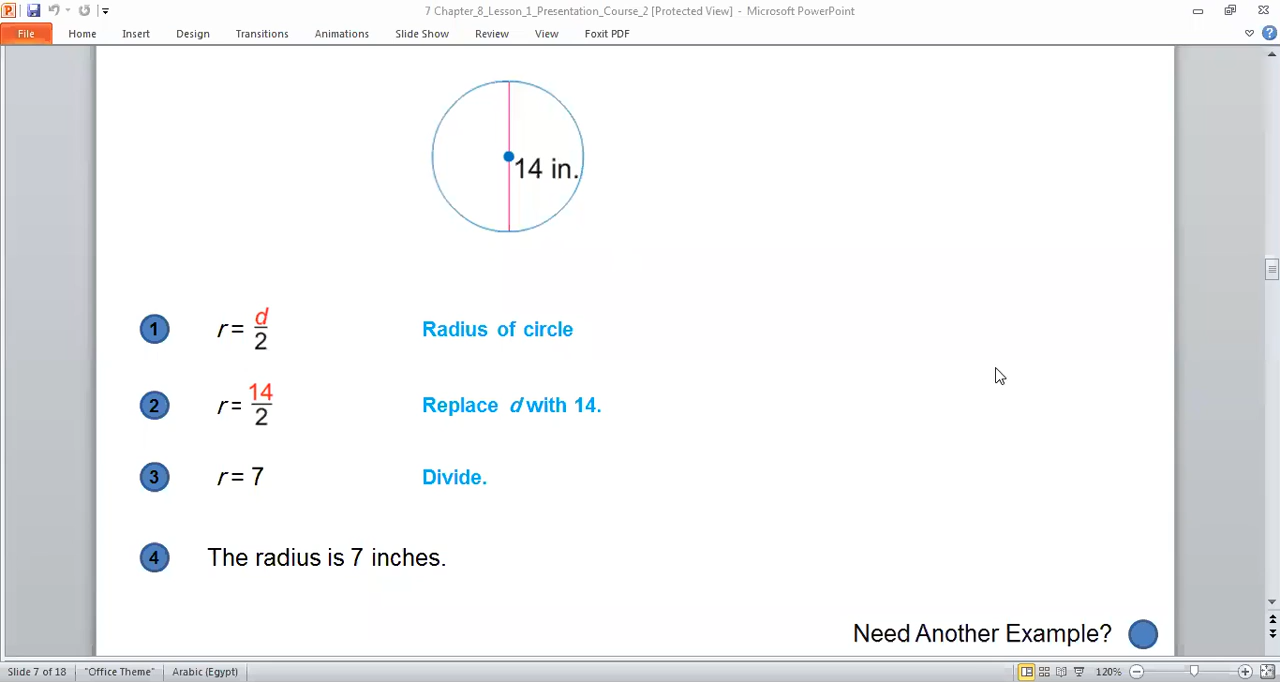 7 Chapter_8_Lesson_1_Presentation_Course_2 [Protected View] - Microsoft PowerPoint
File Home Insert Design Transitions Animations Slide Show Review View Foxit PDF
14 in.
1 r = d/2 Radius of circle
2 r = 14/2 Replace d with 14.
3 r = 7 Divide.
4 The radius is 7 inches.
Need Another Example?
Slide 7 of 18 "Office Theme" Arabic (Egypt) 120%